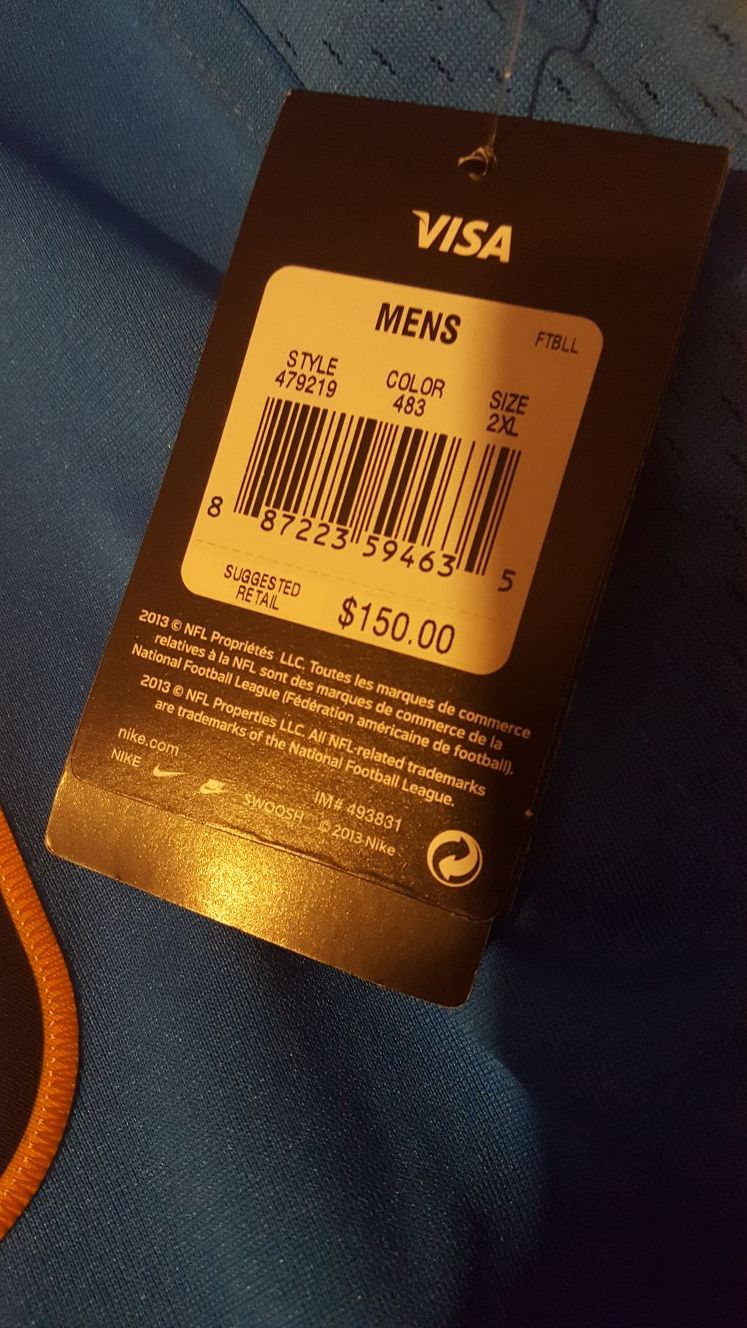 VISA
MENS
FTBLL
STYLE COLOR SIZE
479219 483 2XL
8 87223 59463 5
SUGGESTED
RETAIL $150.00
2013 © NFL Propriétés LLC. Toutes les marques de commerce
relatives à la NFL sont des marques de commerce de la
National Football League (Fédération américaine de football).
2013 © NFL Properties LLC. All NFL-related trademarks
are trademarks of the National Football League.
nike.com IM# 493831
NIKE SWOOSH © 2013 Nike